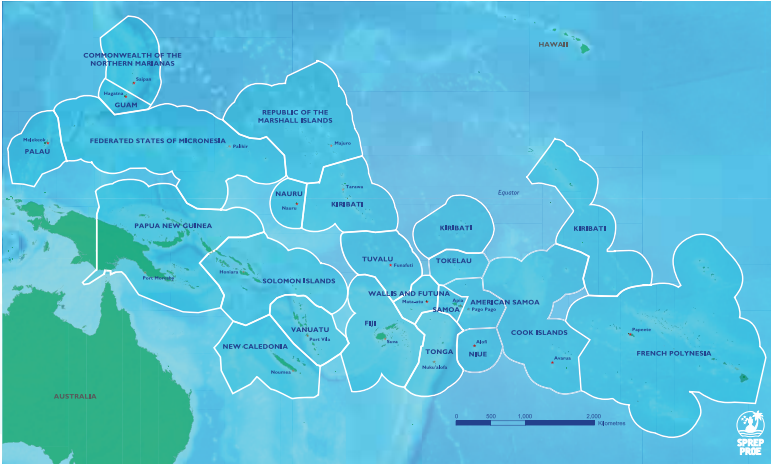 HAWAII
COMMONWEALTH OF THE
NORTHERN MARIANAS
Saipan
Hagatna
GUAM
REPUBLIC OF THE
MARSHALL ISLANDS
FEDERATED STATES OF MICRONESIA
Palikir
Majuro
PALAU
Tarawa
NAURU
Nauru
KIRIBATI
Equator
PAPUA NEW GUINEA
KIRIBATI
KIRIBATI
Honiara
TUVALU
Funafuti
TOKELAU
Port Moresby
SOLOMON ISLANDS
WALLIS AND FUTUNA
Apia
AMERICAN SAMOA
SAMOA
Pago Pago
FIJI
VANUATU
Port Vila
COOK ISLANDS
Papeete
NEW CALEDONIA
Suva
TONGA
Alofi
NIUE
FRENCH POLYNESIA
Noumea
Nuku'alofa
Avarua
AUSTRALIA
0 500 1,000 2,000
Kilometres
SPREP
PROE